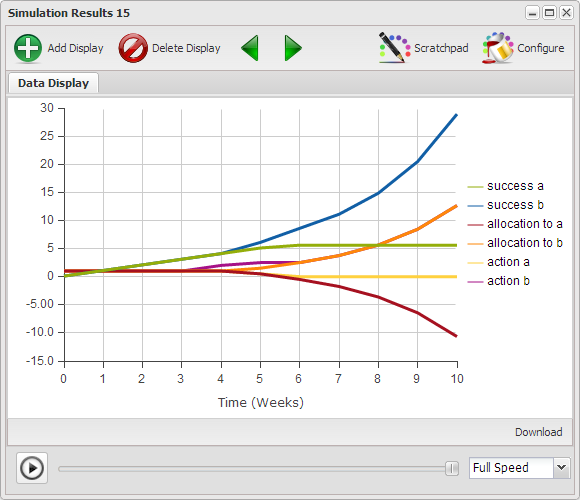 Simulation Results 15
Add Display Delete Display Scratchpad Configure
Data Display
30
25
20
15
10
5
0
-5.00
-10.0
-15.0
0 1 2 3 4 5 6 7 8 9 10
Time (Weeks)
success a
success b
allocation to a
allocation to b
action a
action b
Download
Full Speed